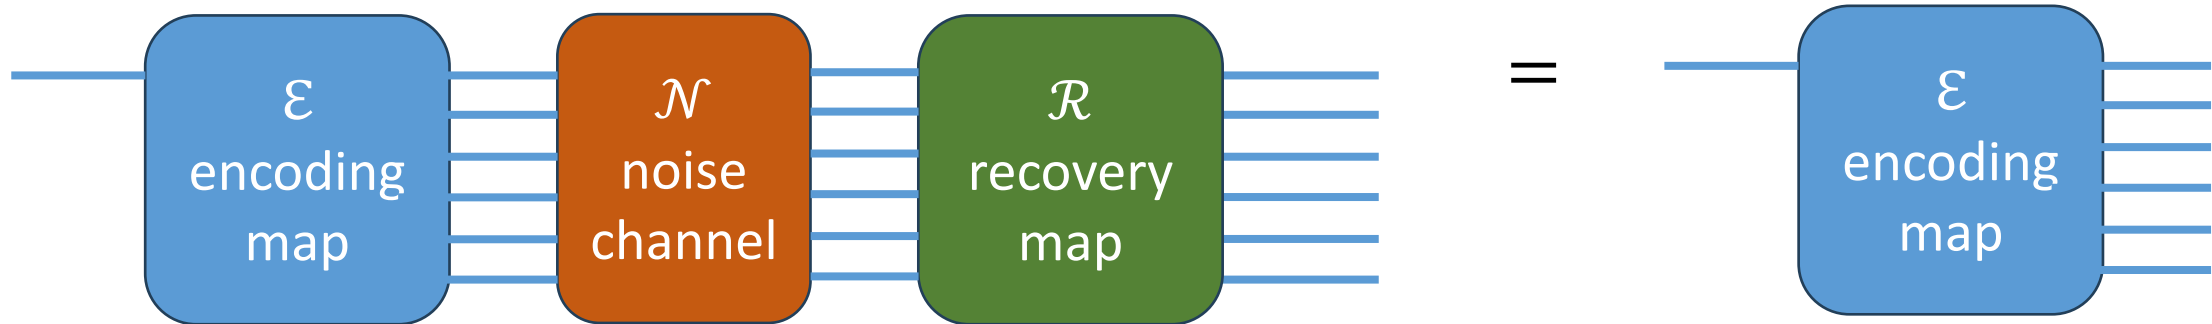 ℰ
encoding
map
𝒩
noise
channel
ℛ
recovery
map
=
ℰ
encoding
map